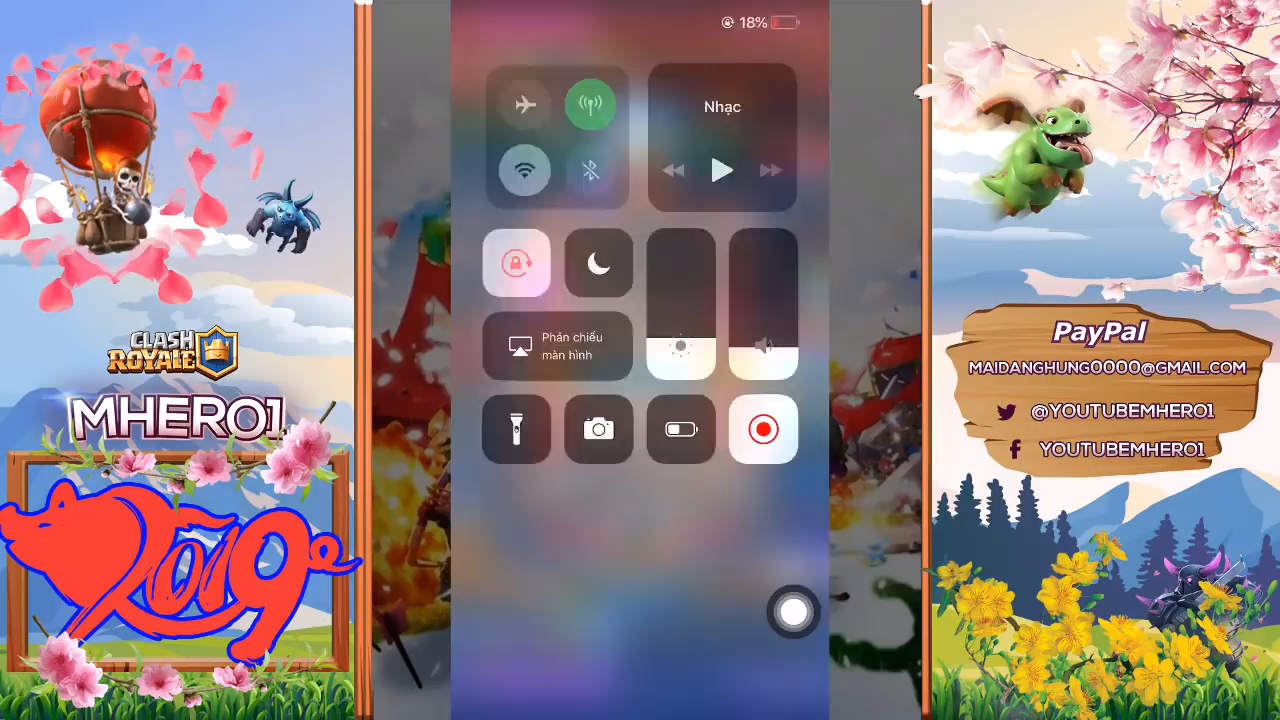 18%
Nhạc
Phản chiếu
màn hình
CLASH
ROYALE
MHERO1
2019
PayPal
MAIDANGHUNG0000@GMAIL.COM
@YOUTUBEMHERO1
YOUTUBEMHERO1